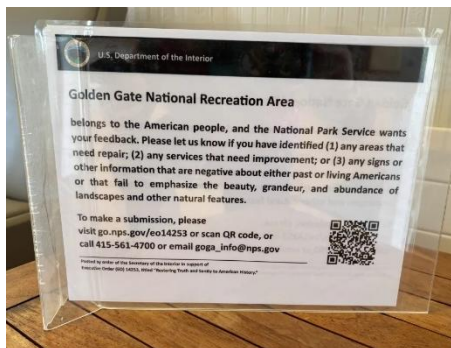 U.S. Department of the Interior
Golden Gate National Recreation Area
belongs to the American people, and the National Park Service wants
your feedback. Please let us know if you have identified (1) any areas that
need repair; (2) any services that need improvement; or (3) any signs or
other information that are negative about either past or living Americans
or that fail to emphasize the beauty, grandeur, and abundance of
landscapes and other natural features.
To make a submission, please
visit go.nps.gov/eo14253 or scan QR code, or
call 415-561-4700 or email goga_info@nps.gov
Posted by order of the Secretary of the Interior in support of
Executive Order (EO) 14253, titled "Restoring Truth and Sanity to American History."